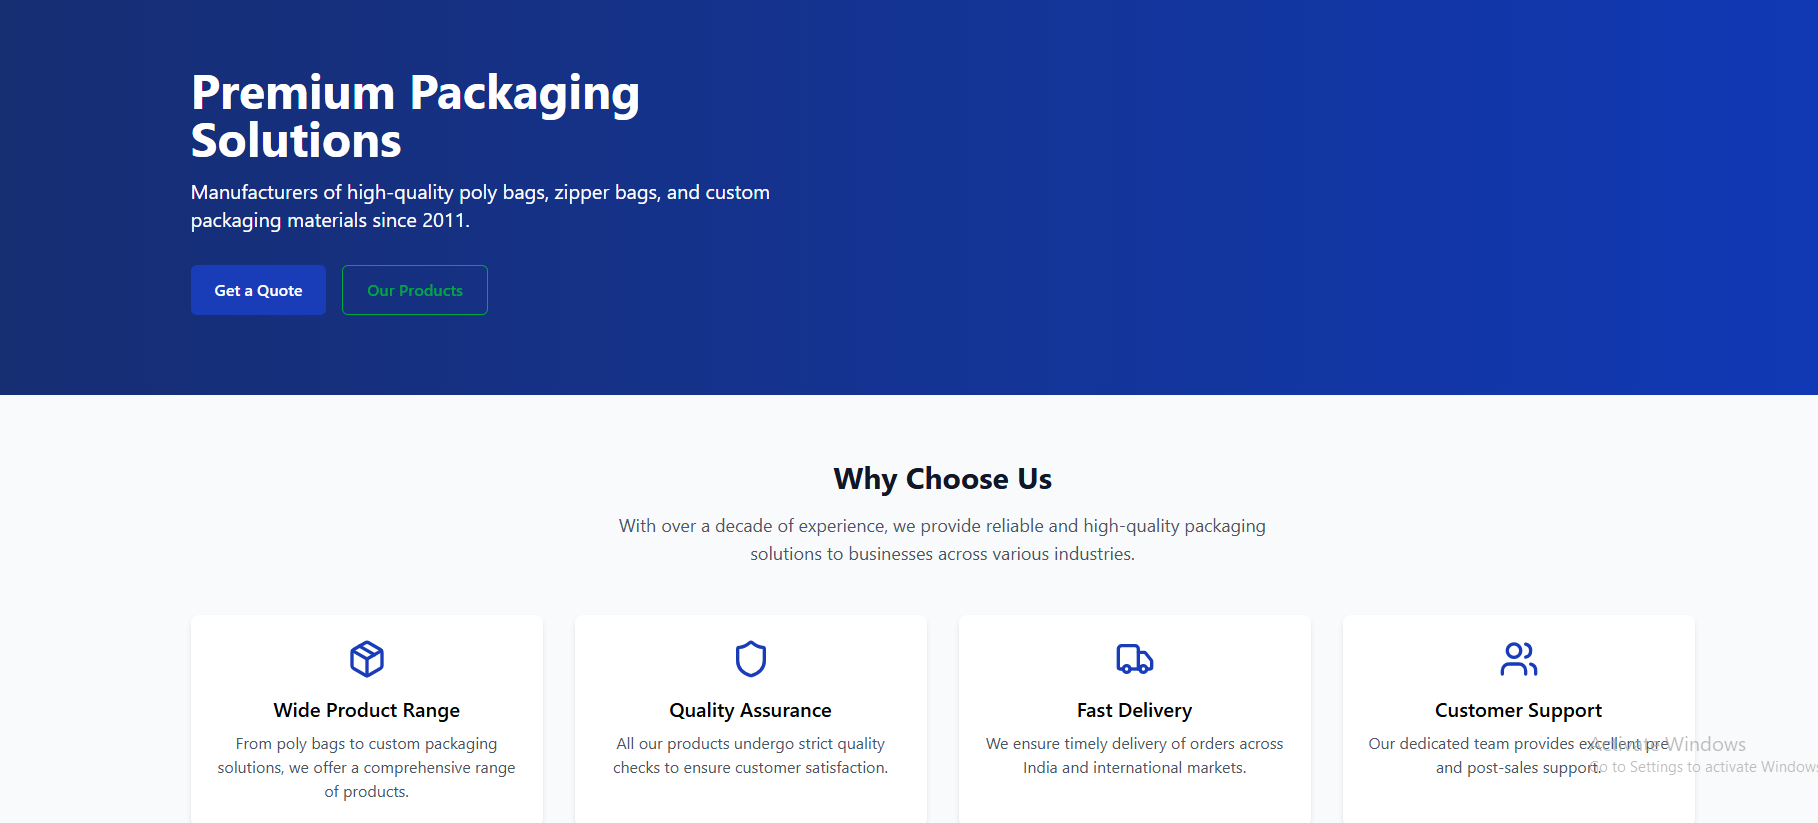 Premium Packaging
Solutions
Manufacturers of high-quality poly bags, zipper bags, and custom
packaging materials since 2011.
Get a Quote
Our Products
Why Choose Us
With over a decade of experience, we provide reliable and high-quality packaging
solutions to businesses across various industries.
Wide Product Range
From poly bags to custom packaging
solutions, we offer a comprehensive range
of products.
Quality Assurance
All our products undergo strict quality
checks to ensure customer satisfaction.
Fast Delivery
We ensure timely delivery of orders across
India and international markets.
Customer Support
Our dedicated team provides excellent pre
and post-sales support.
Activate Windows
Go to Settings to activate Windows